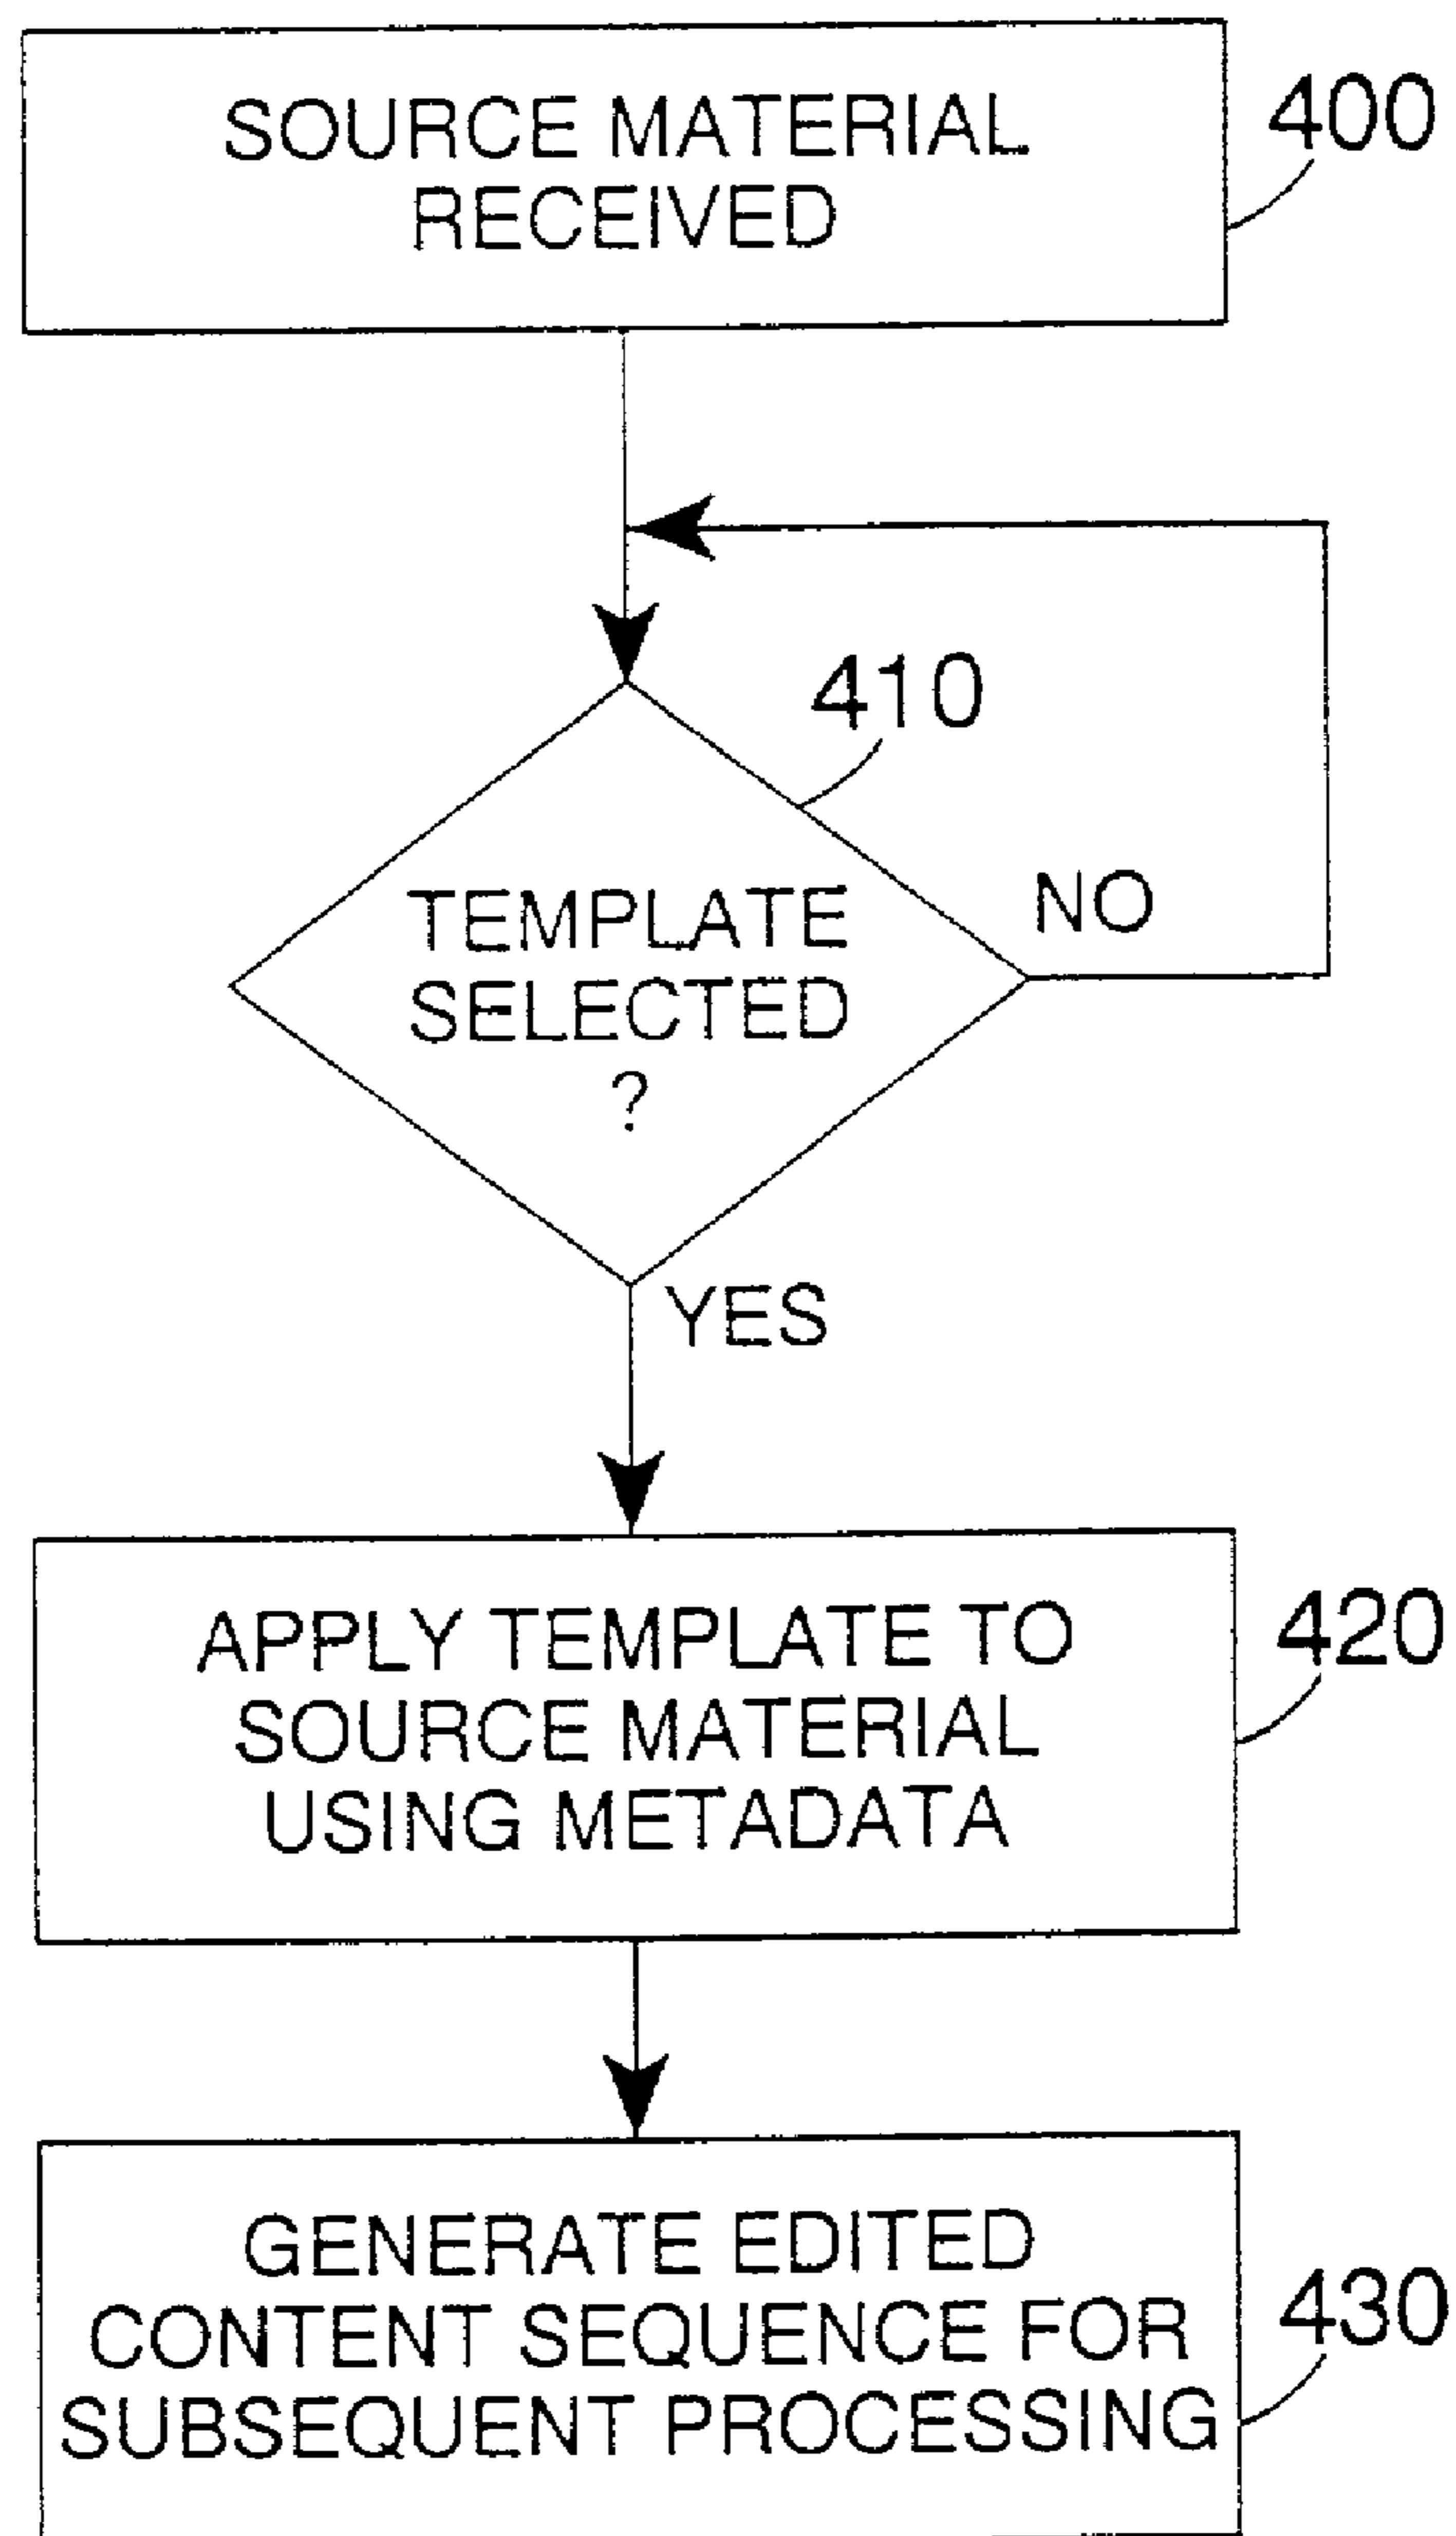 SOURCE MATERIAL
RECEIVED
400
410
TEMPLATE
SELECTED
?
NO
YES
APPLY TEMPLATE TO
SOURCE MATERIAL
USING METADATA
420
GENERATE EDITED
CONTENT SEQUENCE FOR
SUBSEQUENT PROCESSING
430